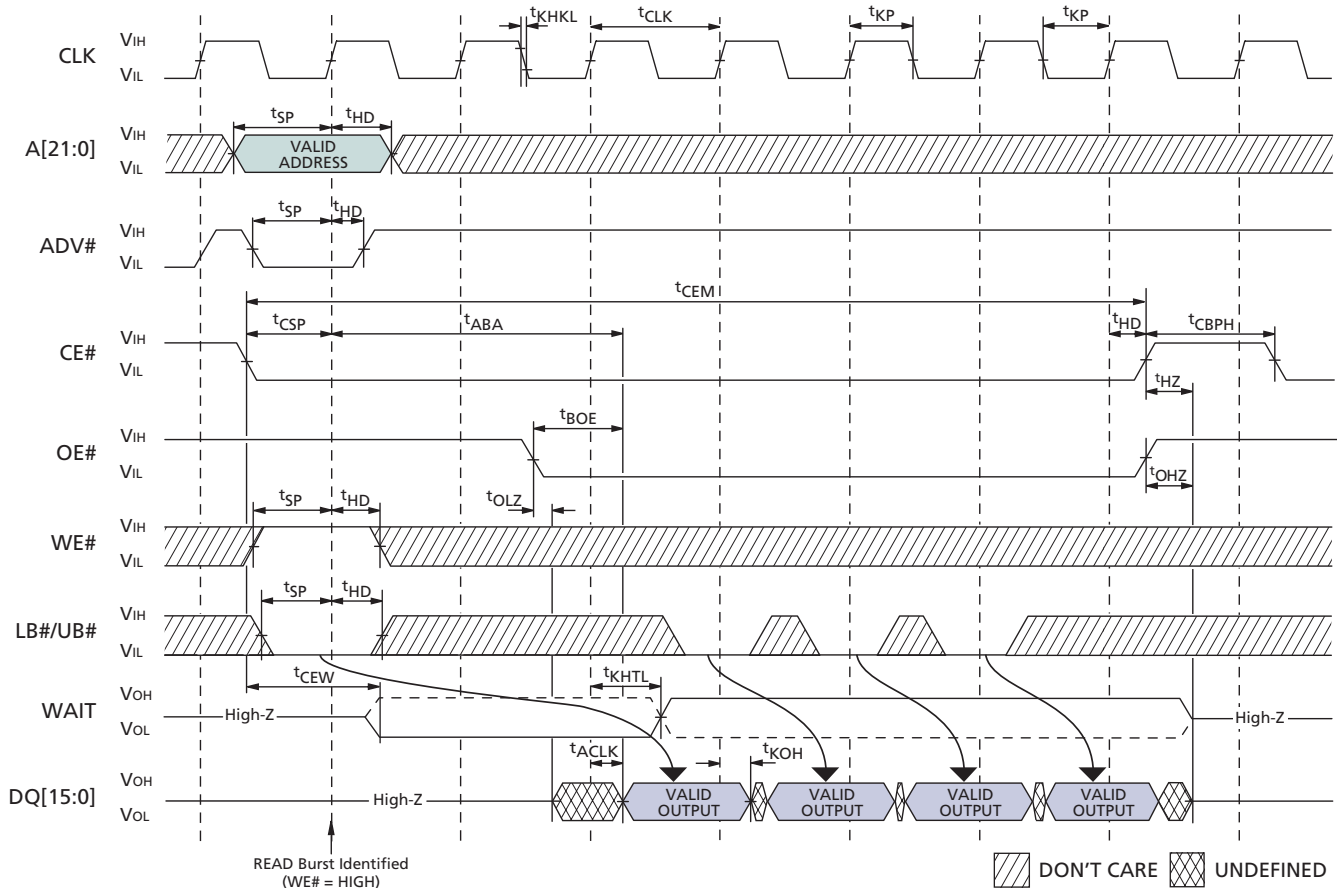 tKHKL tCLK tKP tKP
CLK VIH
VIL
tSP tHD
A[21:0] VIH
VIL
VALID
ADDRESS
tSP tHD
ADV# VIH
VIL
tCEM
tCSP tABA tHD tCBPH
CE# VIH
VIL
tHZ
tBOE
OE# VIH
VIL
tOHZ
tSP tHD tOLZ
WE# VIH
VIL
tSP tHD
LB#/UB# VIH
VIL
tCEW tKHTL
WAIT VOH
VOL
High-Z High-Z
tACLK tKOH
DQ[15:0] VOH
VOL
High-Z
VALID
OUTPUT
VALID
OUTPUT
VALID
OUTPUT
VALID
OUTPUT
READ Burst Identified
(WE# = HIGH)
DON'T CARE UNDEFINED